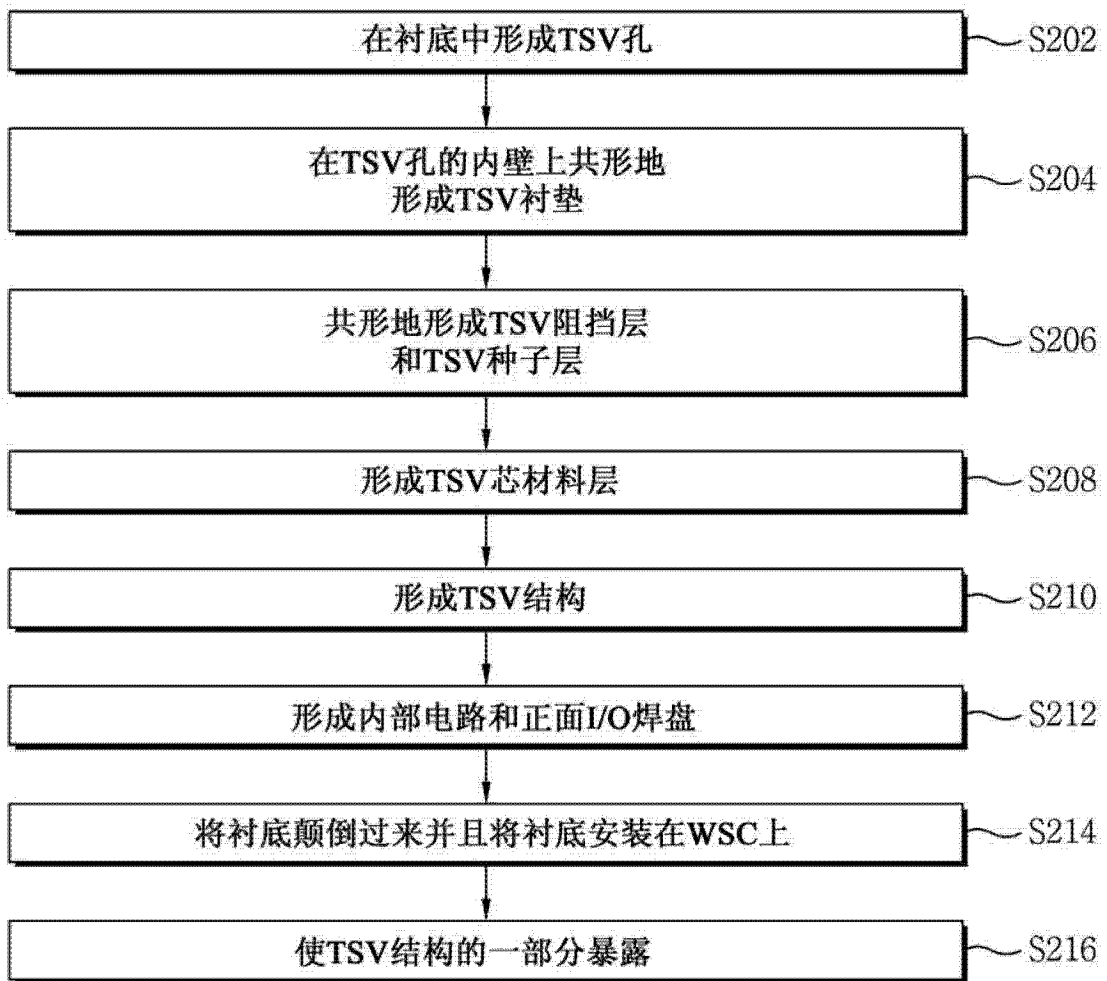 在衬底中形成TSV孔
S202
在TSV孔的内壁上共形地
形成TSV衬垫
S204
共形地形成TSV阻挡层
和TSV种子层
S206
形成TSV芯材料层
S208
形成TSV结构
S210
形成内部电路和正面I/O焊盘
S212
将衬底颠倒过来并且将衬底安装在WSC上
S214
使TSV结构的一部分暴露
S216